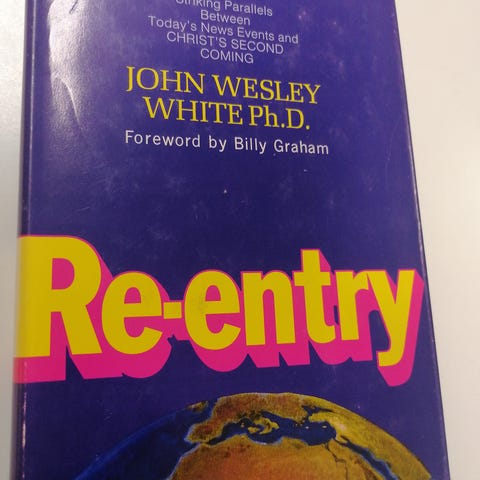 Striking Parallels
Between
Today's News Events and
CHRIST'S SECOND
COMING
JOHN WESLEY
WHITE Ph.D.
Foreword by Billy Graham
Re-entry